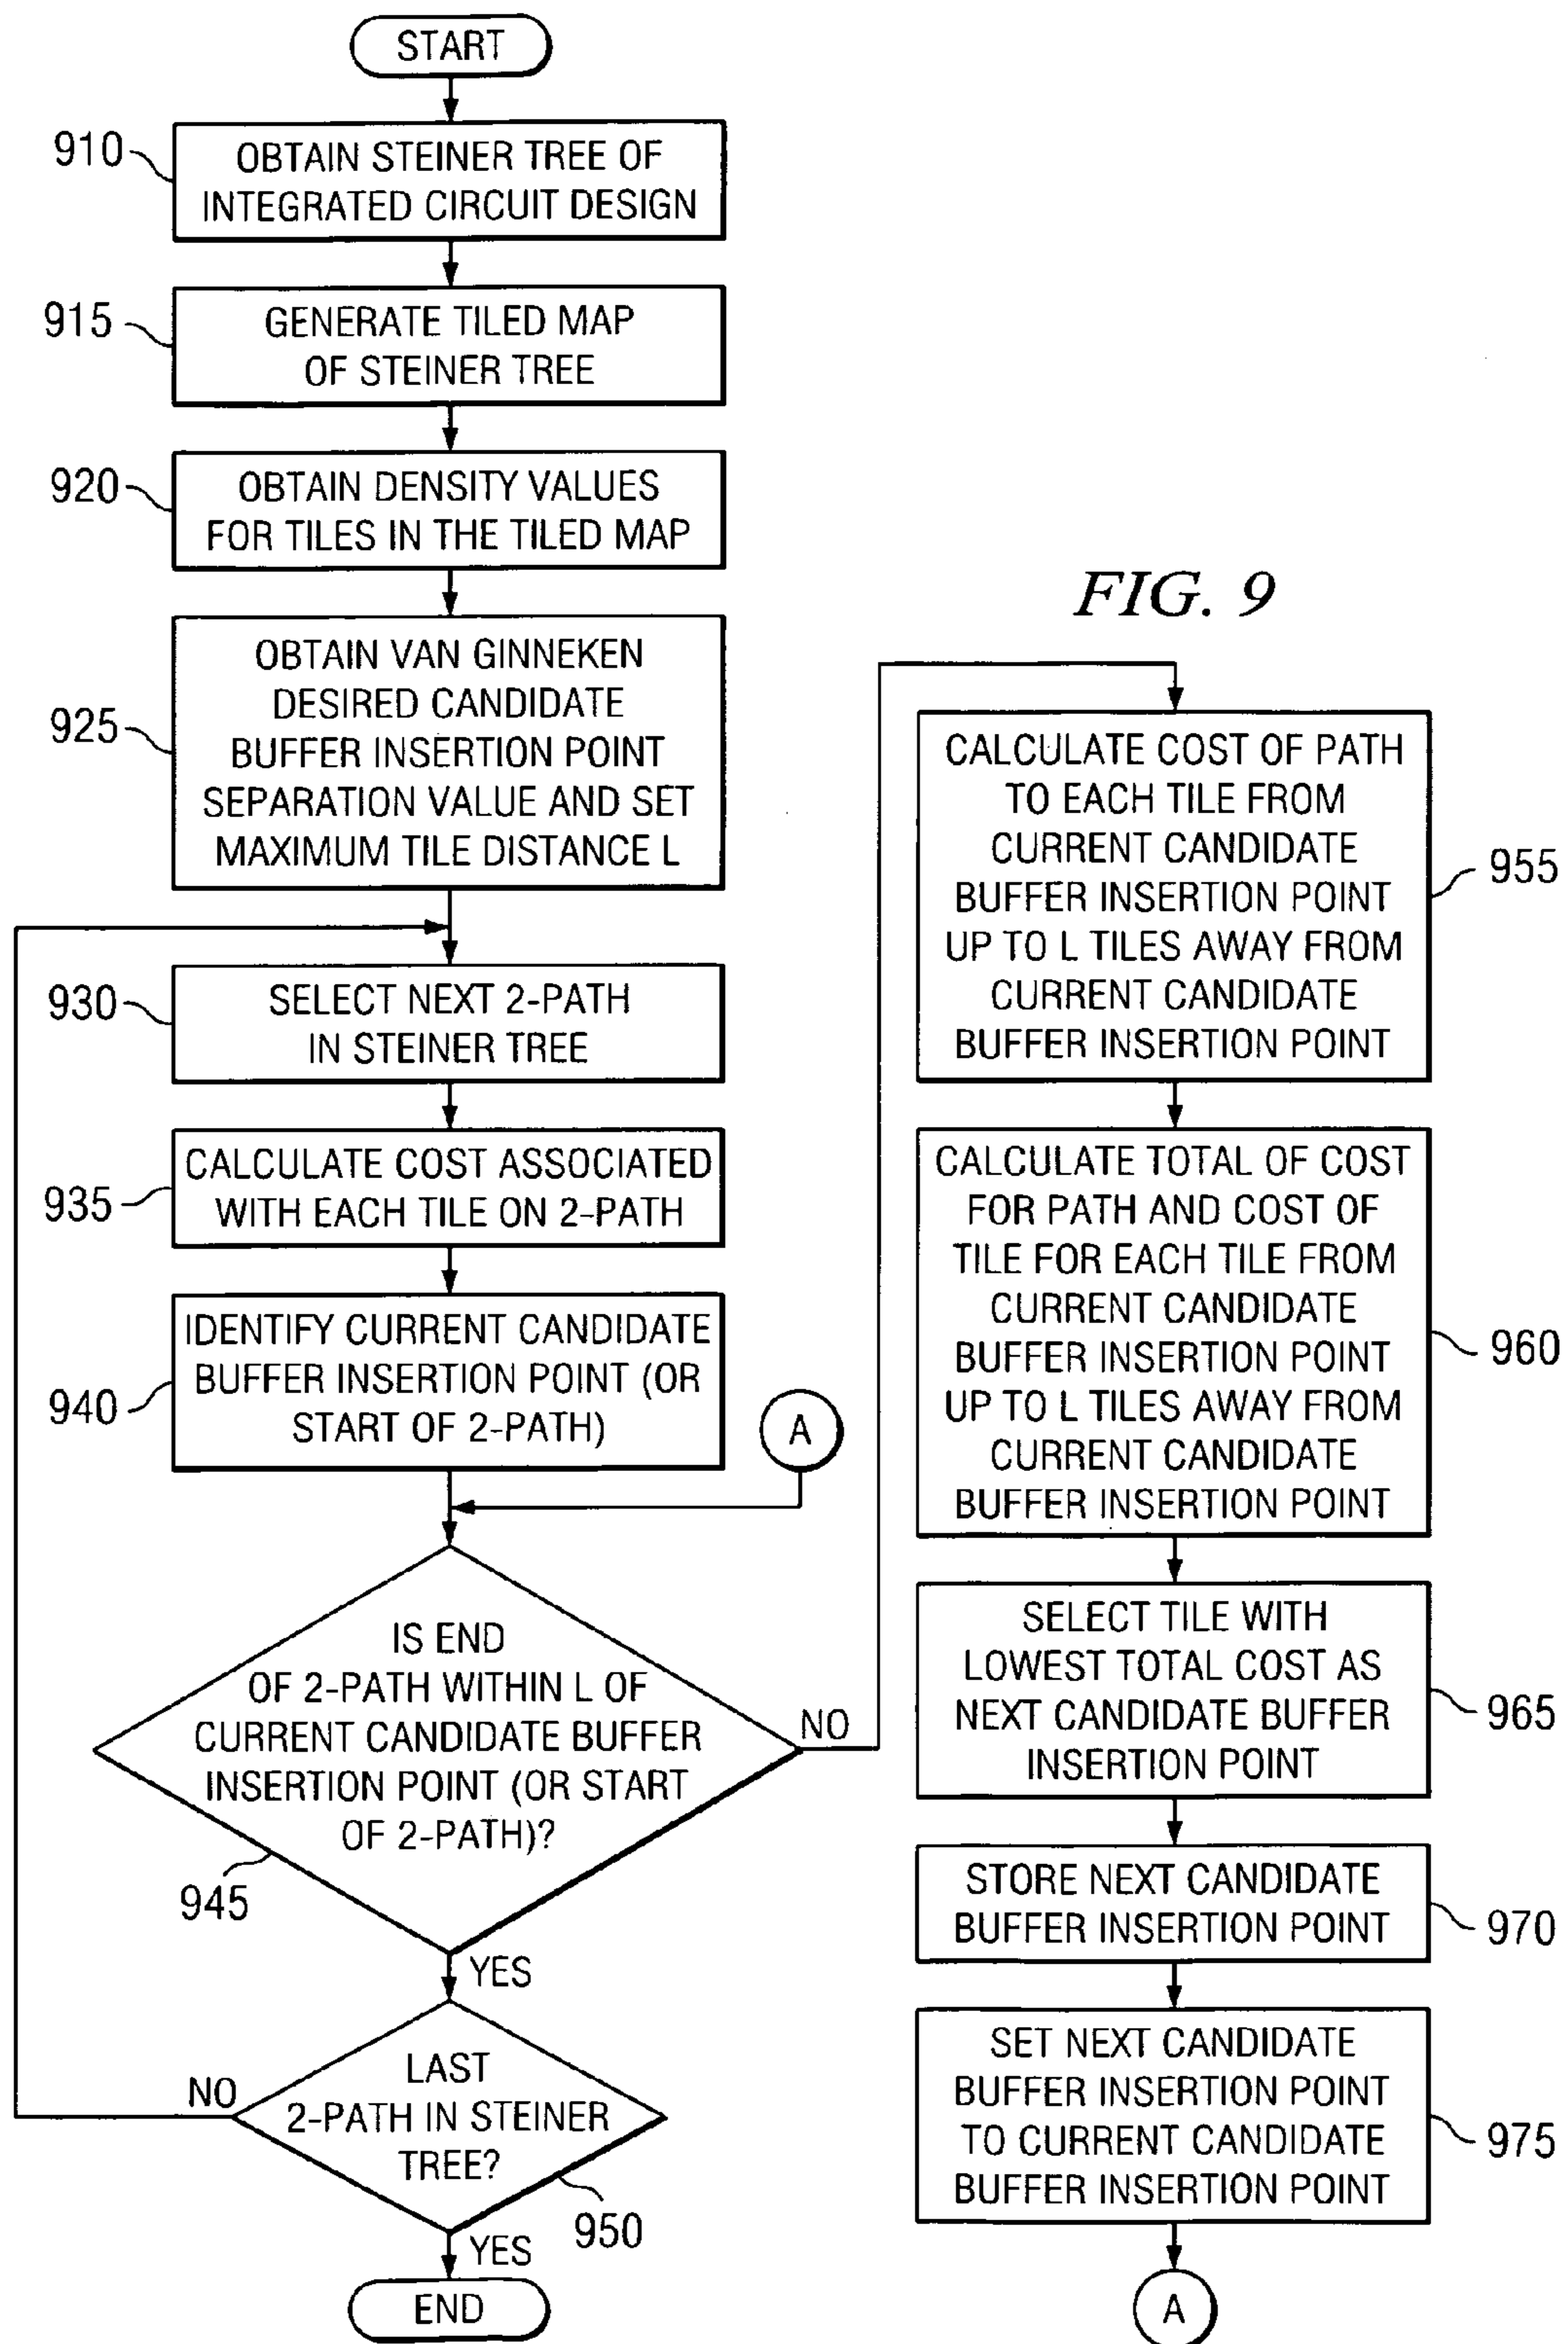 START
910
OBTAIN STEINER TREE OF
INTEGRATED CIRCUIT DESIGN
915
GENERATE TILED MAP
OF STEINER TREE
920
OBTAIN DENSITY VALUES
FOR TILES IN THE TILED MAP
925
OBTAIN VAN GINNEKEN
DESIRED CANDIDATE
BUFFER INSERTION POINT
SEPARATION VALUE AND SET
MAXIMUM TILE DISTANCE L
930
SELECT NEXT 2-PATH
IN STEINER TREE
935
CALCULATE COST ASSOCIATED
WITH EACH TILE ON 2-PATH
940
IDENTIFY CURRENT CANDIDATE
BUFFER INSERTION POINT (OR
START OF 2-PATH)
A
IS END
OF 2-PATH WITHIN L OF
CURRENT CANDIDATE BUFFER
INSERTION POINT (OR START
OF 2-PATH)?
945
NO
YES
LAST
2-PATH IN STEINER
TREE?
950
NO
YES
END
FIG. 9
CALCULATE COST OF PATH
TO EACH TILE FROM
CURRENT CANDIDATE
BUFFER INSERTION POINT
UP TO L TILES AWAY FROM
CURRENT CANDIDATE
BUFFER INSERTION POINT
955
CALCULATE TOTAL OF COST
FOR PATH AND COST OF
TILE FOR EACH TILE FROM
CURRENT CANDIDATE
BUFFER INSERTION POINT
UP TO L TILES AWAY FROM
CURRENT CANDIDATE
BUFFER INSERTION POINT
960
SELECT TILE WITH
LOWEST TOTAL COST AS
NEXT CANDIDATE BUFFER
INSERTION POINT
965
STORE NEXT CANDIDATE
BUFFER INSERTION POINT
970
SET NEXT CANDIDATE
BUFFER INSERTION POINT
TO CURRENT CANDIDATE
BUFFER INSERTION POINT
975
A